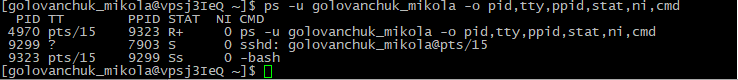 [golovanchuk_mikola@vpsj3IeQ ~]$ ps -u golovanchuk_mikola -o pid,tty,ppid,stat,ni,cmd
  PID TT        PPID STAT  NI CMD
 4970 pts/15    9323 R+     0 ps -u golovanchuk_mikola -o pid,tty,ppid,stat,ni,cmd
 9299 ?         7903 S      0 sshd: golovanchuk_mikola@pts/15
 9323 pts/15    9299 Ss     0 -bash
[golovanchuk_mikola@vpsj3IeQ ~]$